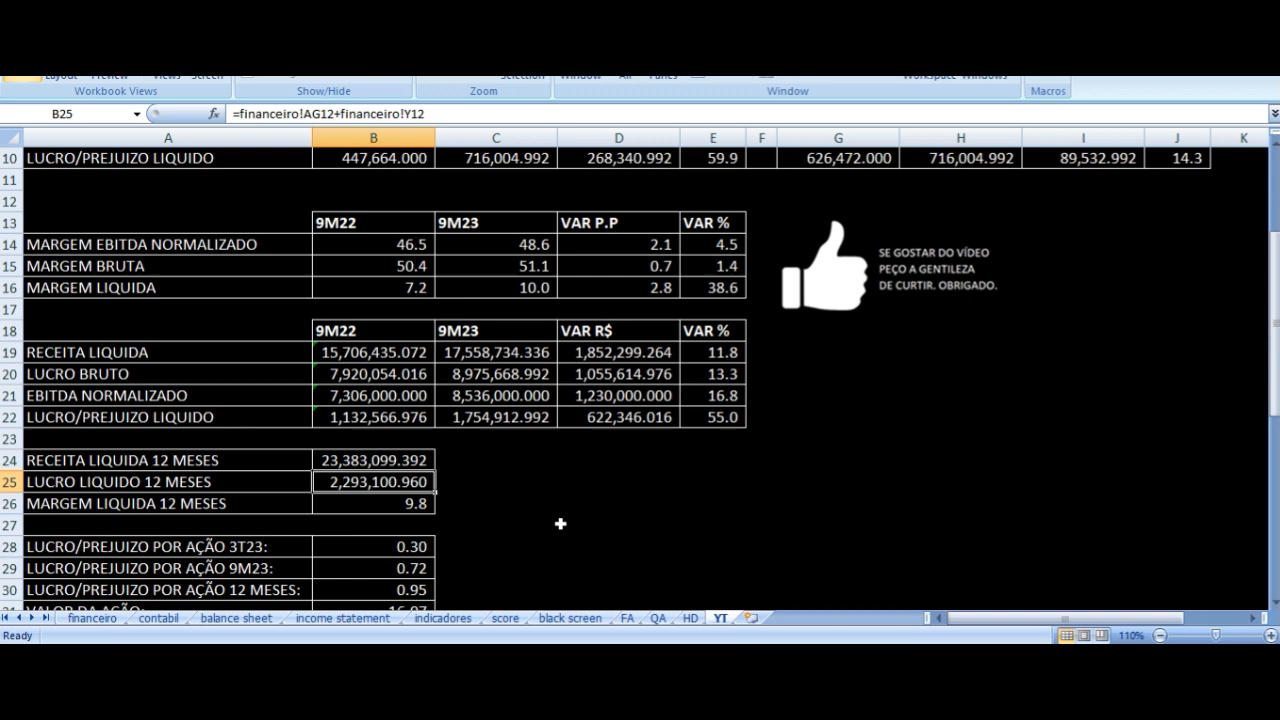 Workbook Views Show/Hide Zoom Window Macros
B25 fx =financeiro!AG12+financeiro!Y12
A B C D E F G H I J K
10 LUCRO/PREJUIZO LIQUIDO 447,664.000 716,004.992 268,340.992 59.9 626,472.000 716,004.992 89,532.992 14.3
11
12
13 9M22 9M23 VAR P.P VAR %
14 MARGEM EBITDA NORMALIZADO 46.5 48.6 2.1 4.5
15 MARGEM BRUTA 50.4 51.1 0.7 1.4
16 MARGEM LIQUIDA 7.2 10.0 2.8 38.6
SE GOSTAR DO VÍDEO
PEÇO A GENTILEZA
DE CURTIR. OBRIGADO.
17
18 9M22 9M23 VAR R$ VAR %
19 RECEITA LIQUIDA 15,706,435.072 17,558,734.336 1,852,299.264 11.8
20 LUCRO BRUTO 7,920,054.016 8,975,668.992 1,055,614.976 13.3
21 EBITDA NORMALIZADO 7,306,000.000 8,536,000.000 1,230,000.000 16.8
22 LUCRO/PREJUIZO LIQUIDO 1,132,566.976 1,754,912.992 622,346.016 55.0
23
24 RECEITA LIQUIDA 12 MESES 23,383,099.392
25 LUCRO LIQUIDO 12 MESES 2,293,100.960
26 MARGEM LIQUIDA 12 MESES 9.8
27
28 LUCRO/PREJUIZO POR AÇÃO 3T23: 0.30
29 LUCRO/PREJUIZO POR AÇÃO 9M23: 0.72
30 LUCRO/PREJUIZO POR AÇÃO 12 MESES: 0.95
financeiro contabil balance sheet income statement indicadores score black screen FA QA HD YT
Ready 110%